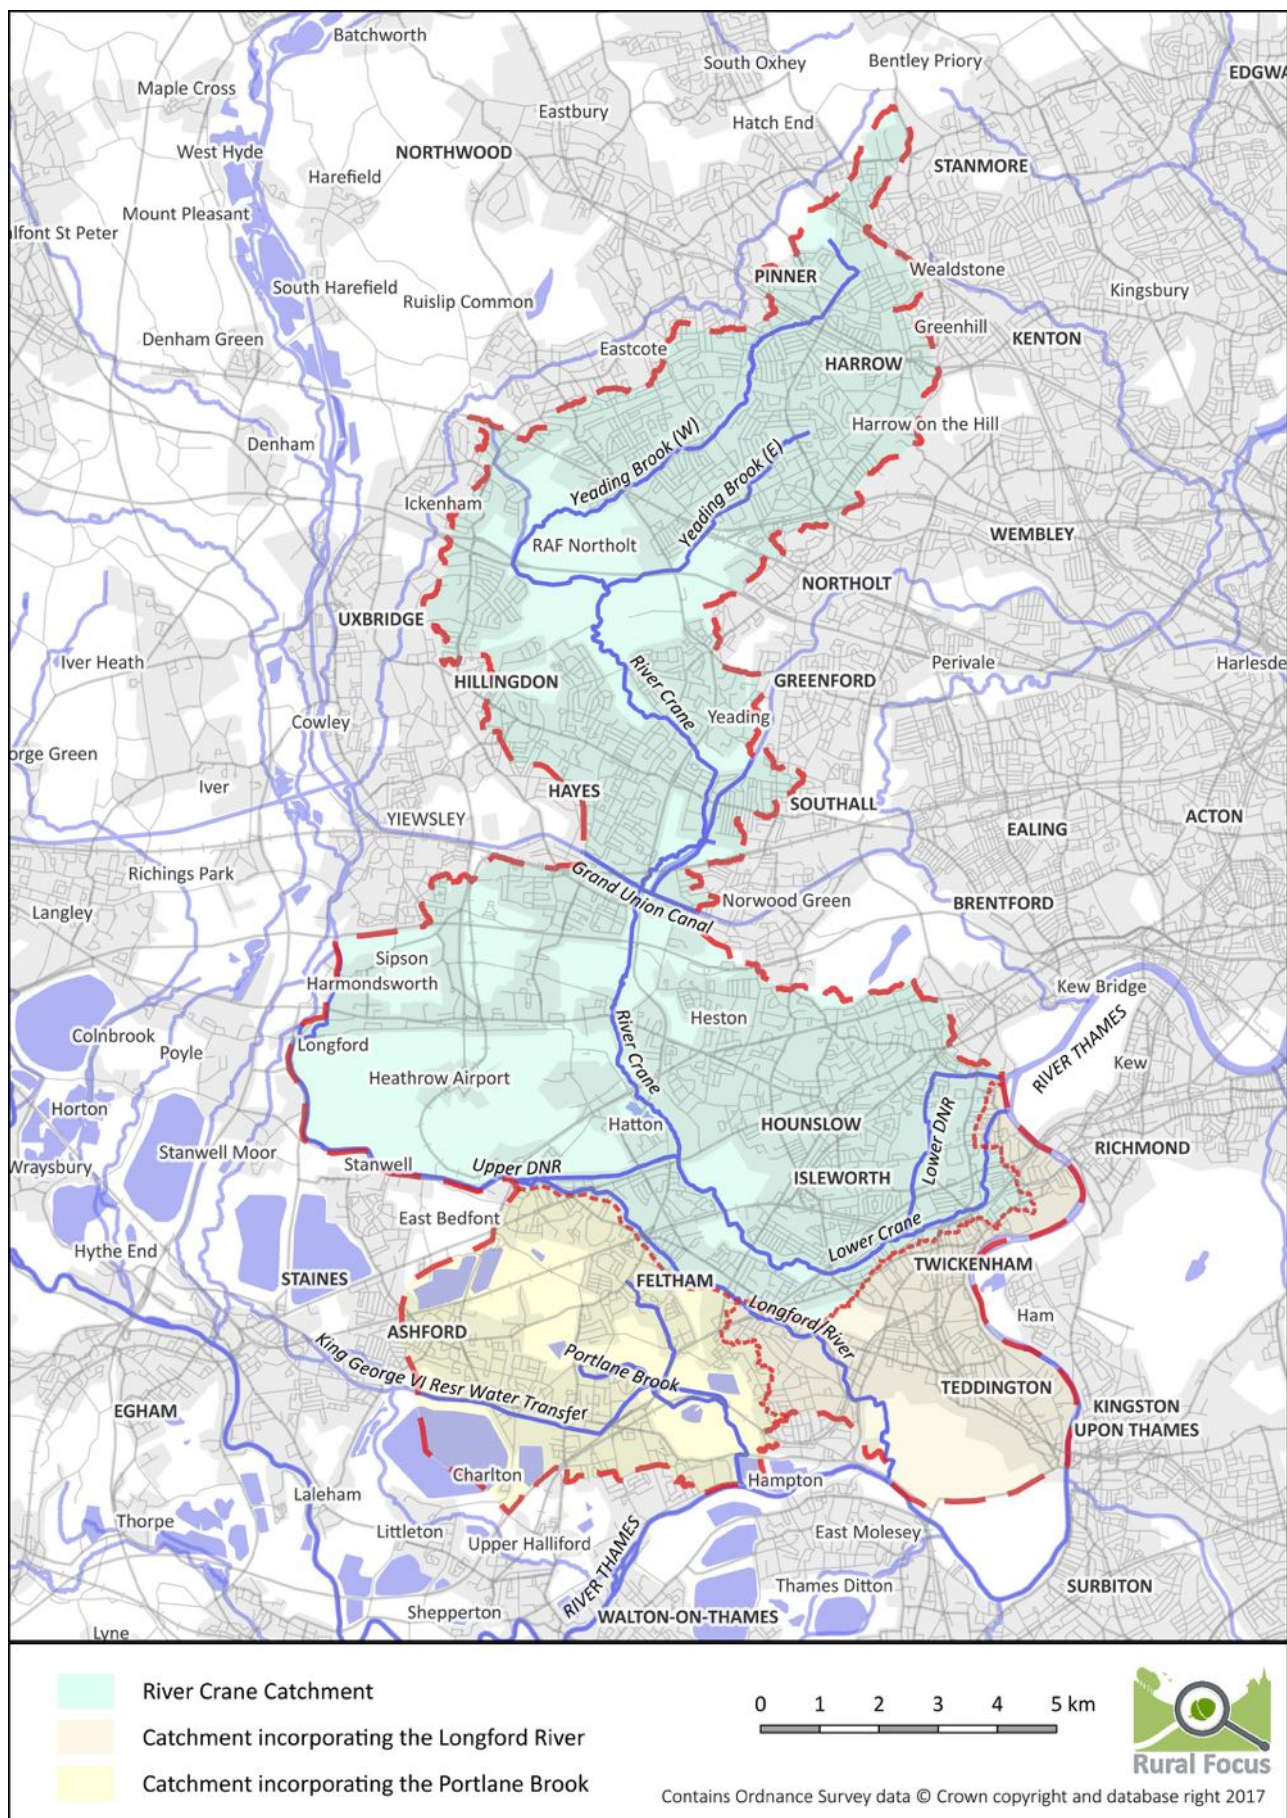 Batchworth
South Oxhey
Bentley Priory
EDGWA
Maple Cross
Eastbury
Hatch End
West Hyde
NORTHWOOD
STANMORE
Harefield
Mount Pleasant
alfont St Peter
PINNER
Wealdstone
South Harefield
Ruislip Common
Kingsbury
Greenhill
Denham Green
KENTON
Eastcote
HARROW
Harrow on the Hill
Denham
Yeading Brook (W)
Yeading Brook (E)
Ickenham
WEMBLEY
RAF Northolt
NORTHOLT
UXBRIDGE
Iver Heath
Perivale
Harlesde
River Crane
HILLINGDON
GREENFORD
Yeading
Cowley
orge Green
Iver
HAYES
SOUTHALL
YIEWSLEY
EALING
ACTON
Richings Park
Grand Union Canal
Norwood Green
BRENTFORD
Langley
Sipson
Harmondsworth
Kew Bridge
Heston
River Crane
RIVER THAMES
Colnbrook
Longford
Poyle
Kew
Heathrow Airport
Horton
Hatton
HOUNSLOW
Lower DNR
RICHMOND
Stanwell Moor
Wraysbury
Stanwell
Upper DNR
ISLEWORTH
East Bedfont
Lower Crane
Hythe End
TWICKENHAM
STAINES
FELTHAM
Longford River
Ham
ASHFORD
King George VI Resr Water Transfer
Portlane Brook
TEDDINGTON
EGHAM
KINGSTON
UPON THAMES
Charlton
Hampton
Laleham
Thorpe
Littleton
Upper Halliford
RIVER THAMES
East Molesey
Thames Ditton
SURBITON
Shepperton
WALTON-ON-THAMES
Lyne
River Crane Catchment
Catchment incorporating the Longford River
Catchment incorporating the Portlane Brook
0 1 2 3 4 5 km
Rural Focus
Contains Ordnance Survey data © Crown copyright and database right 2017